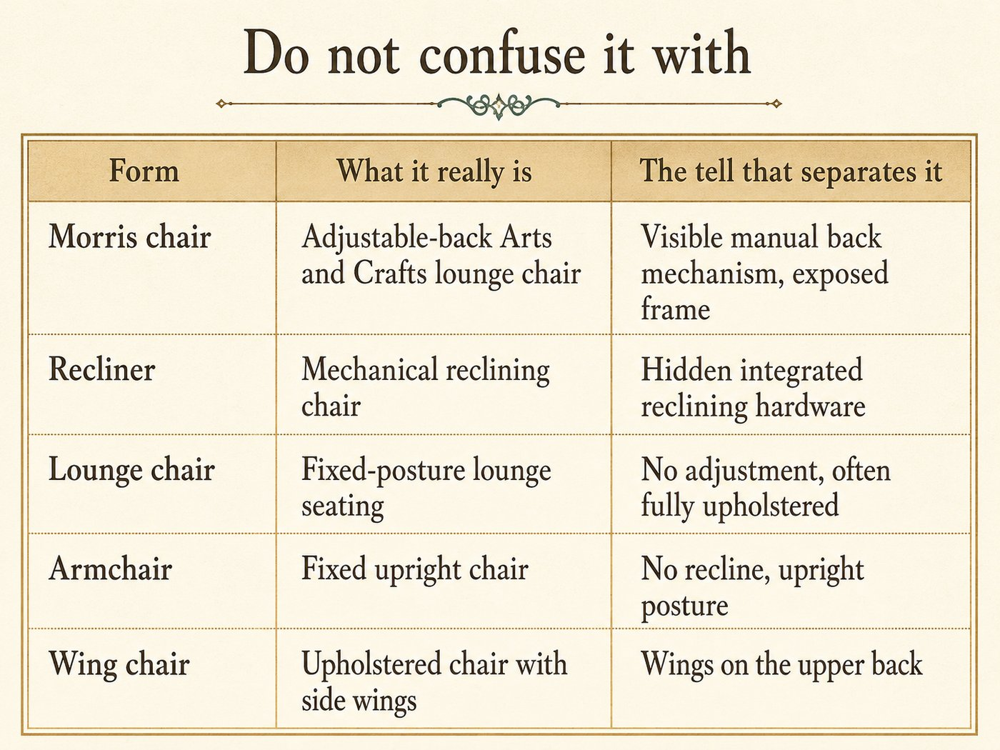 Do not confuse it with
Form
What it really is
The tell that separates it
Morris chair
Adjustable-back Arts
and Crafts lounge chair
Visible manual back
mechanism, exposed
frame
Recliner
Mechanical reclining
chair
Hidden integrated
reclining hardware
Lounge chair
Fixed-posture lounge
seating
No adjustment, often
fully upholstered
Armchair
Fixed upright chair
No recline, upright
posture
Wing chair
Upholstered chair with
side wings
Wings on the upper back